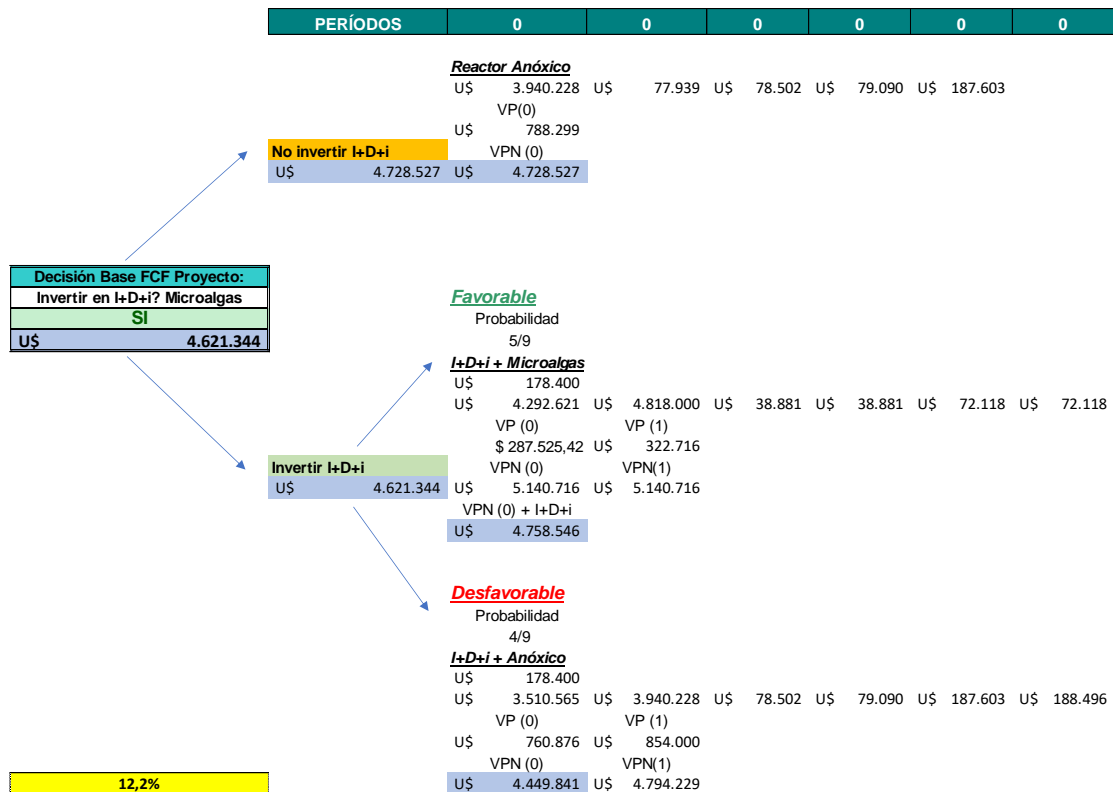 PERÍODOS 0 0 0 0 0 0
Reactor Anóxico
U$ 3.940.228 U$ 77.939 U$ 78.502 U$ 79.090 U$ 187.603
VP(0)
U$ 788.299
No invertir I+D+i VPN (0)
U$ 4.728.527 U$ 4.728.527
Decisión Base FCF Proyecto:
Invertir en I+D+i? Microalgas
SI
U$ 4.621.344
Favorable
Probabilidad
5/9
I+D+i + Microalgas
U$ 178.400
U$ 4.292.621 U$ 4.818.000 U$ 38.881 U$ 38.881 U$ 72.118 U$ 72.118
VP (0) VP (1)
$ 287.525,42 U$ 322.716
Invertir I+D+i VPN (0) VPN(1)
U$ 4.621.344 U$ 5.140.716 U$ 5.140.716
VPN (0) + I+D+i
U$ 4.758.546
Desfavorable
Probabilidad
4/9
I+D+i + Anóxico
U$ 178.400
U$ 3.510.565 U$ 3.940.228 U$ 78.502 U$ 79.090 U$ 187.603 U$ 188.496
VP (0) VP (1)
U$ 760.876 U$ 854.000
VPN (0) VPN(1)
12,2% U$ 4.449.841 U$ 4.794.229